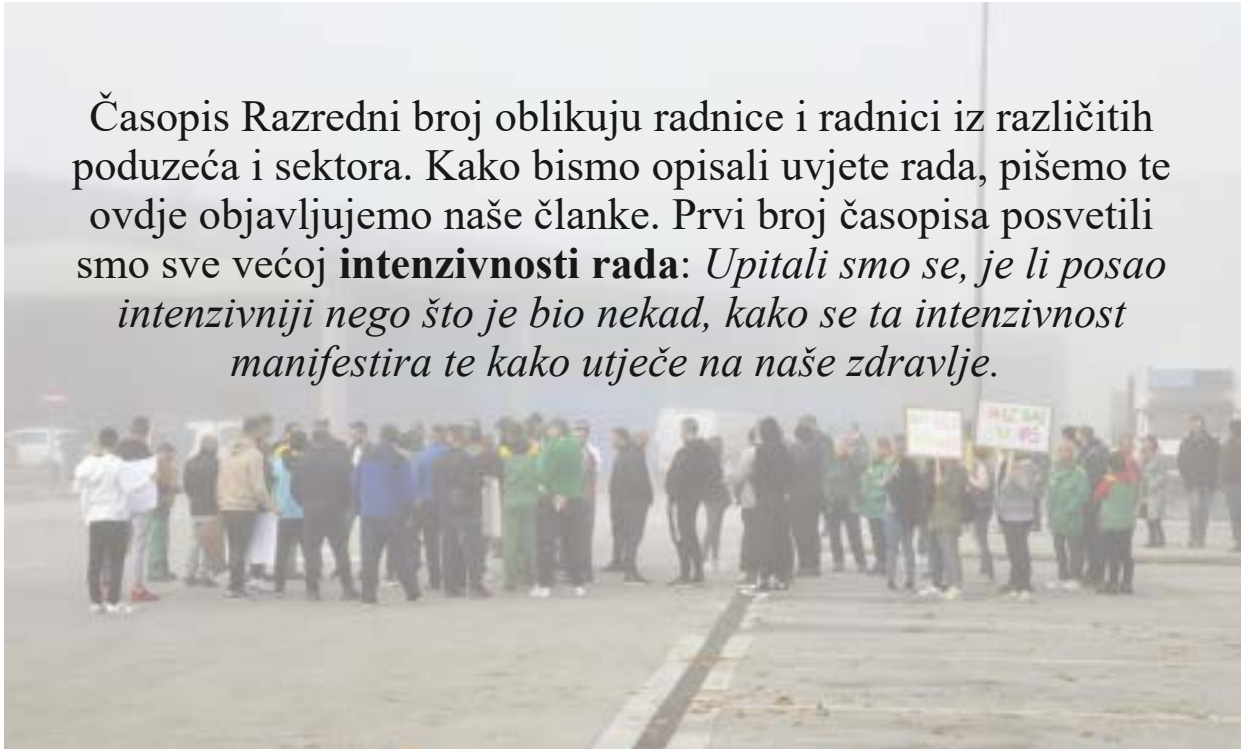 Časopis Razredni broj oblikuju radnice i radnici iz različitih
poduzeća i sektora. Kako bismo opisali uvjete rada, pišemo te
ovdje objavljujemo naše članke. Prvi broj časopisa posvetili
smo sve većoj intenzivnosti rada: Upitali smo se, je li posao
intenzivniji nego što je bio nekad, kako se ta intenzivnost
manifestira te kako utječe na naše zdravlje.